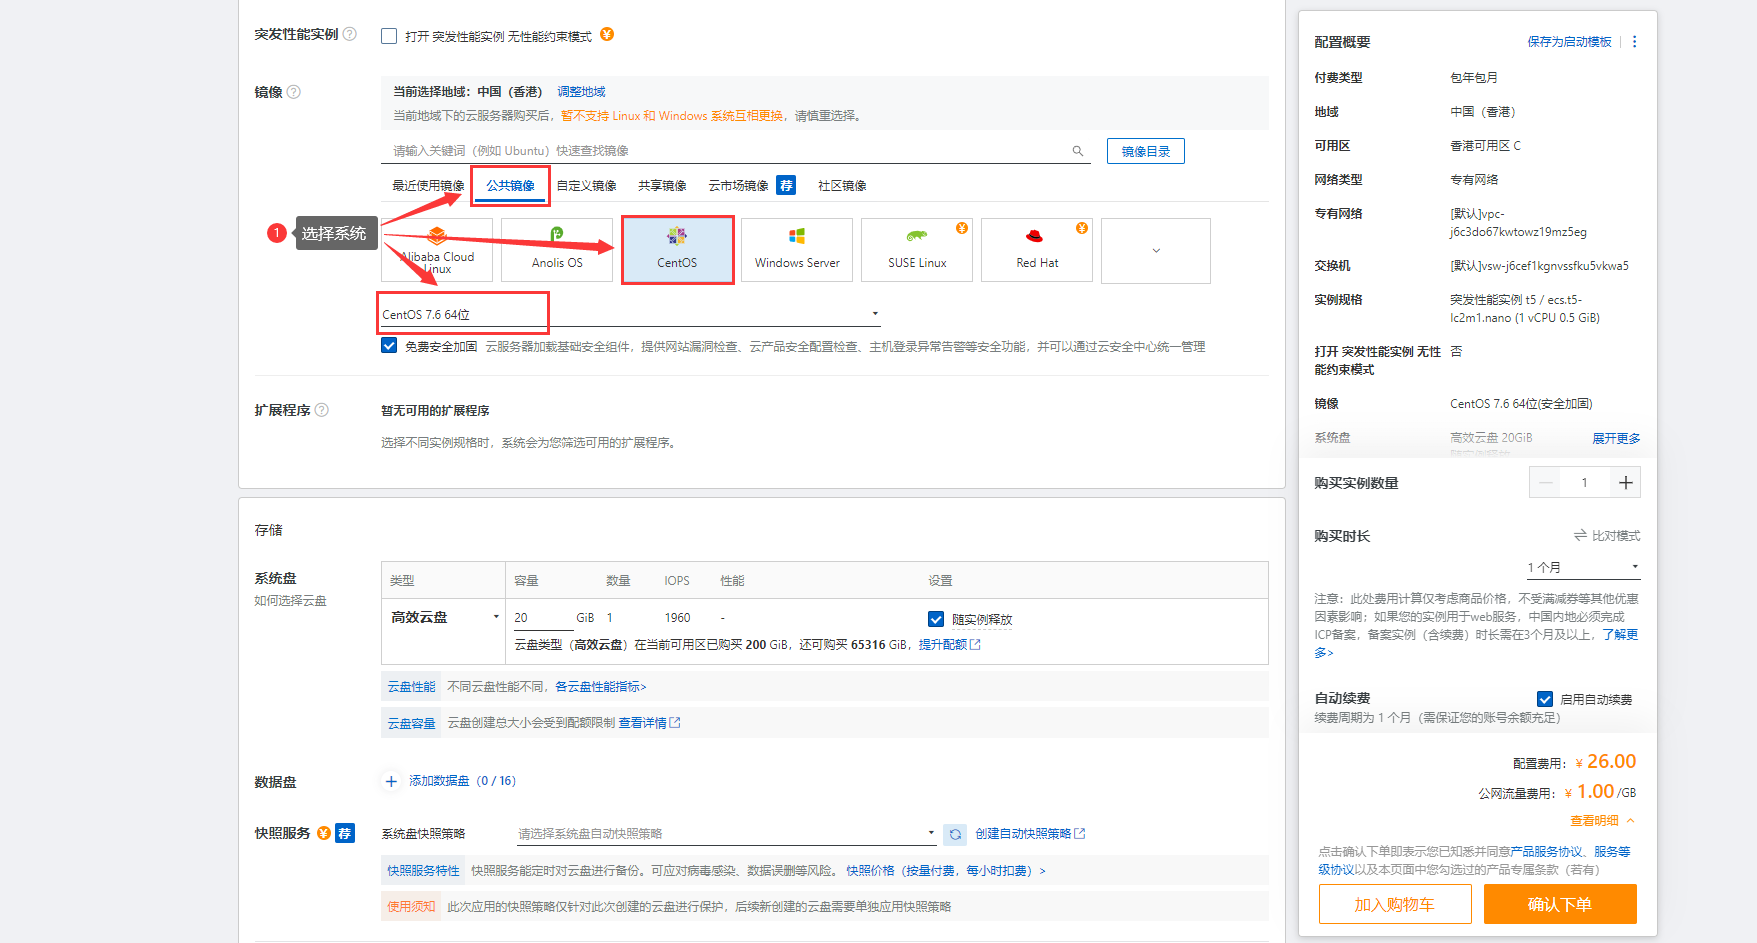 突发性能实例
打开 突发性能实例 无性能约束模式
镜像
当前选择地域：中国（香港） 调整地域
当前地域下的云服务器购买后，暂不支持 Linux 和 Windows 系统互相更换，请慎重选择。
请输入关键词（例如 Ubuntu）快速查找镜像
镜像目录
最近使用镜像 公共镜像 自定义镜像 共享镜像 云市场镜像 荐 社区镜像
1 选择系统
Alibaba Cloud
Linux
Anolis OS
CentOS
Windows Server
SUSE Linux
Red Hat
CentOS 7.6 64位
免费安全加固 云服务器加载基础安全组件，提供网站漏洞检查、云产品安全配置检查、主机登录异常告警等安全功能，并可以通过云安全中心统一管理
扩展程序 暂无可用的扩展程序
选择不同实例规格时，系统会为您筛选可用的扩展程序。
存储
系统盘
如何选择云盘
类型 容量 数量 IOPS 性能 设置
高效云盘 20 GiB 1 1960 - 随实例释放
云盘类型（高效云盘）在当前可用区已购买 200 GiB，还可购买 65316 GiB，提升配额
云盘性能 不同云盘性能不同，各云盘性能指标>
云盘容量 云盘创建总大小会受到配额限制 查看详情
数据盘 + 添加数据盘（0 / 16）
快照服务 ¥ 荐 系统盘快照策略 请选择系统盘自动快照策略 创建自动快照策略
快照服务特性 快照服务能定时对云盘进行备份。可应对病毒感染、数据误删等风险。 快照价格（按量付费，每小时扣费）>
使用须知 此次应用的快照策略仅针对此次创建的云盘进行保护，后续新创建的云盘需要单独应用快照策略
配置概要 保存为启动模板
付费类型 包年包月
地域 中国（香港）
可用区 香港可用区 C
网络类型 专有网络
专有网络 [默认]vpc-
j6c3do67kwtowz19mz5eg
交换机 [默认]vsw-j6cef1kgnvssfku5vkwa5
实例规格 突发性能实例 t5 / ecs.t5-
lc2m1.nano (1 vCPU 0.5 GiB)
打开 突发性能实例 无性 否
能约束模式
镜像 CentOS 7.6 64位(安全加固)
系统盘 高效云盘 20GiB 展开更多
随实例释放
购买实例数量 — 1 +
购买时长 比对模式
1 个月
注意：此处费用计算仅考虑商品价格，不受满减券等其他优惠
因素影响；如果您的实例用于web服务，中国内地必须完成
ICP备案，备案实例（含续费）时长需在3个月及以上，了解更
多>
自动续费 启用自动续费
续费周期为 1 个月（需保证您的账号余额充足）
配置费用： ¥ 26.00
公网流量费用： ¥ 1.00 /GB
查看明细
点击确认下单即表示您已知悉并同意产品服务协议、服务等
级协议以及本页面中您勾选过的产品专属条款（若有）
加入购物车 确认下单